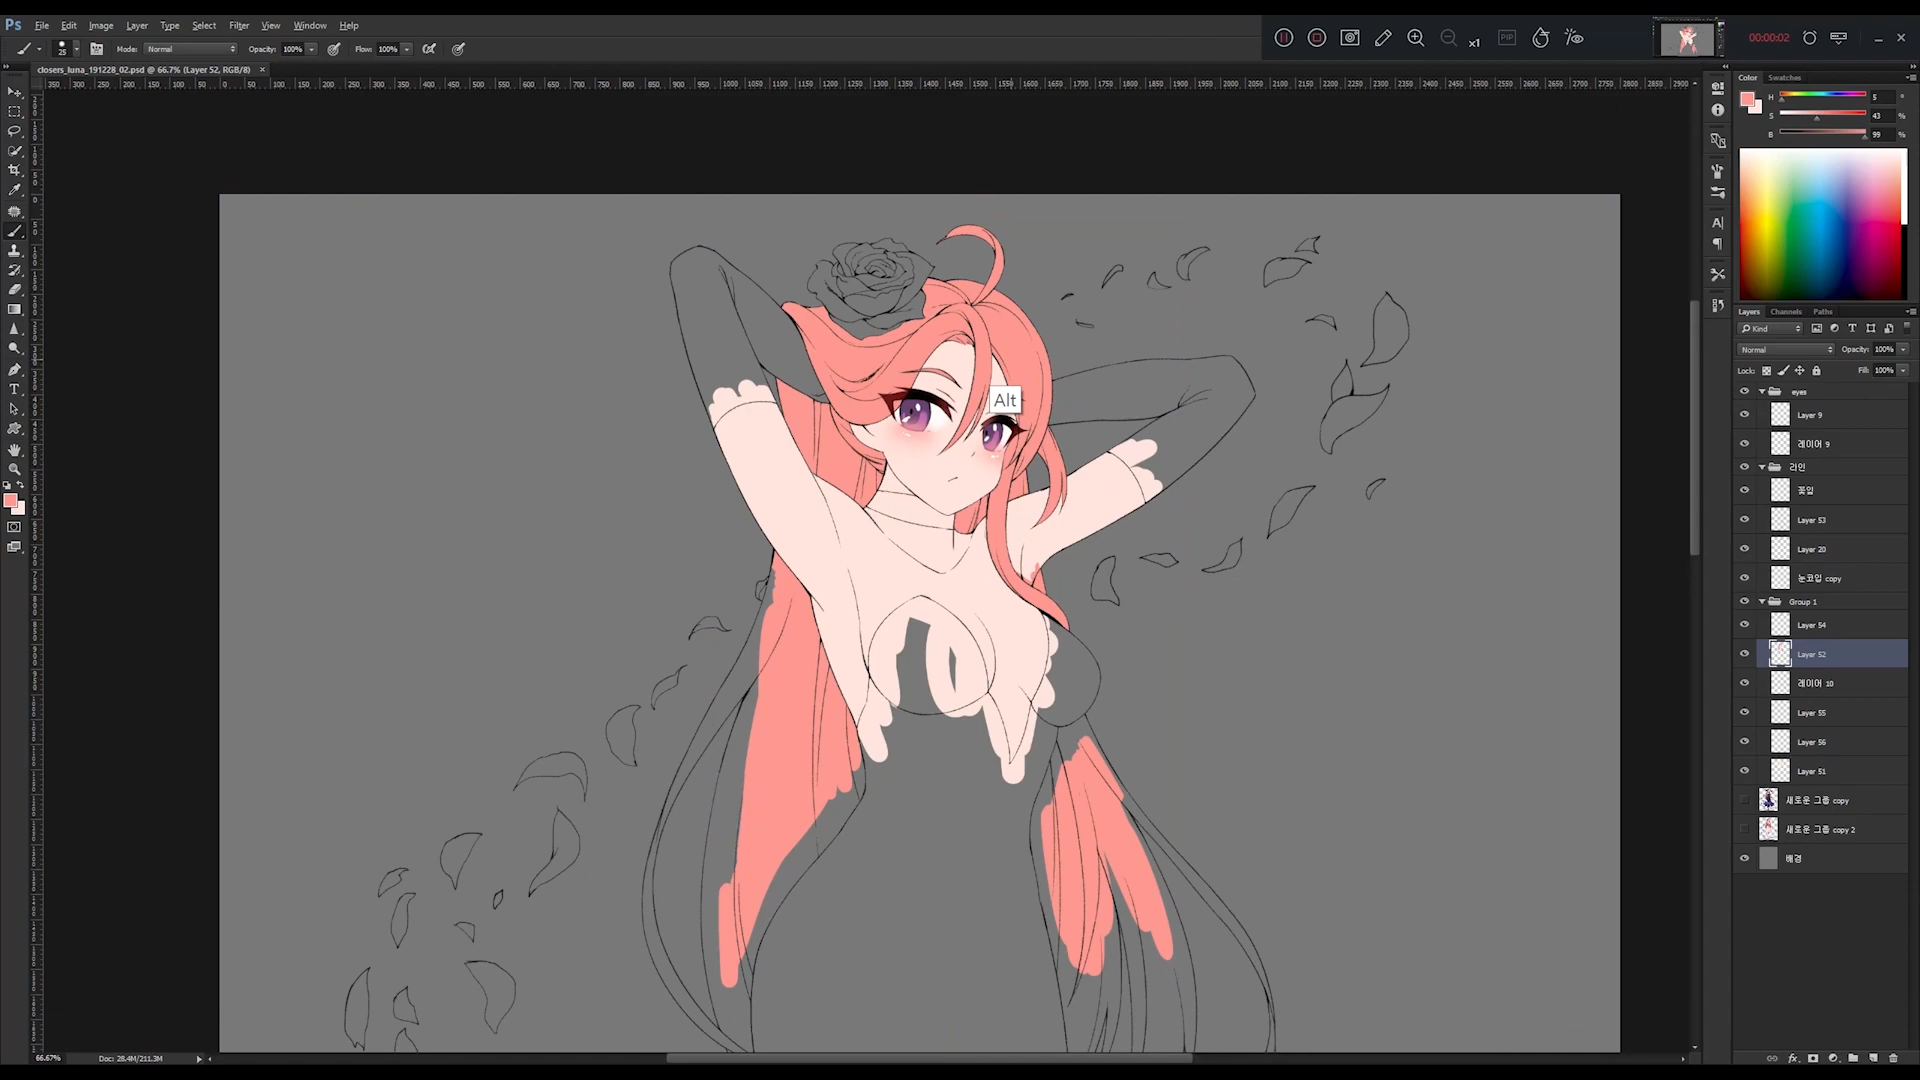 Ps File Edit Image Layer Type Select Filter View Window Help
25 Mode: Normal Opacity: 100% Flow: 100%
x1 PIP 00:00:02
closers_luna_191228_02.psd @ 66.7% (Layer 52, RGB/8) ×
350 300 250 200 150 100 50 0 50 100 150 200 250 300 350 400 450 500 550 600 650 700 750 800 850 900 950 1000 1050 1100 1150 1200 1250 1300 1350 1400 1450 1500 1550 1600 1650 1700 1750 1800 1850 1900 1950 2000 2050 2100 2150 2200 2250 2300 2350 2400 2450 2500 2550 2600 2650 2700 2750 2800 2850 2900
Color Swatches
H 5 °
S 43 %
B 99 %
Layers Channels Paths
Kind
Normal Opacity: 100%
Lock: Fill: 100%
eyes
Layer 9
레이어 9
라인
꽃잎
Layer 53
Layer 20
눈코입 copy
Group 1
Layer 54
Layer 52
레이어 10
Layer 55
Layer 56
Layer 51
새로운 그룹 copy
새로운 그룹 copy 2
배경
Alt
66.67% Doc: 28.4M/211.3M